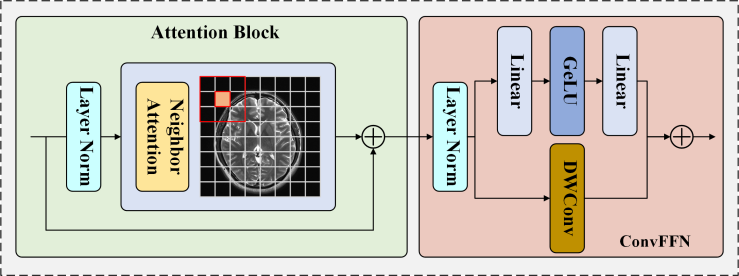 Attention Block
Layer Norm
Neighbor
Attention
Layer Norm
Linear
GeLU
Linear
DWConv
ConvFFN